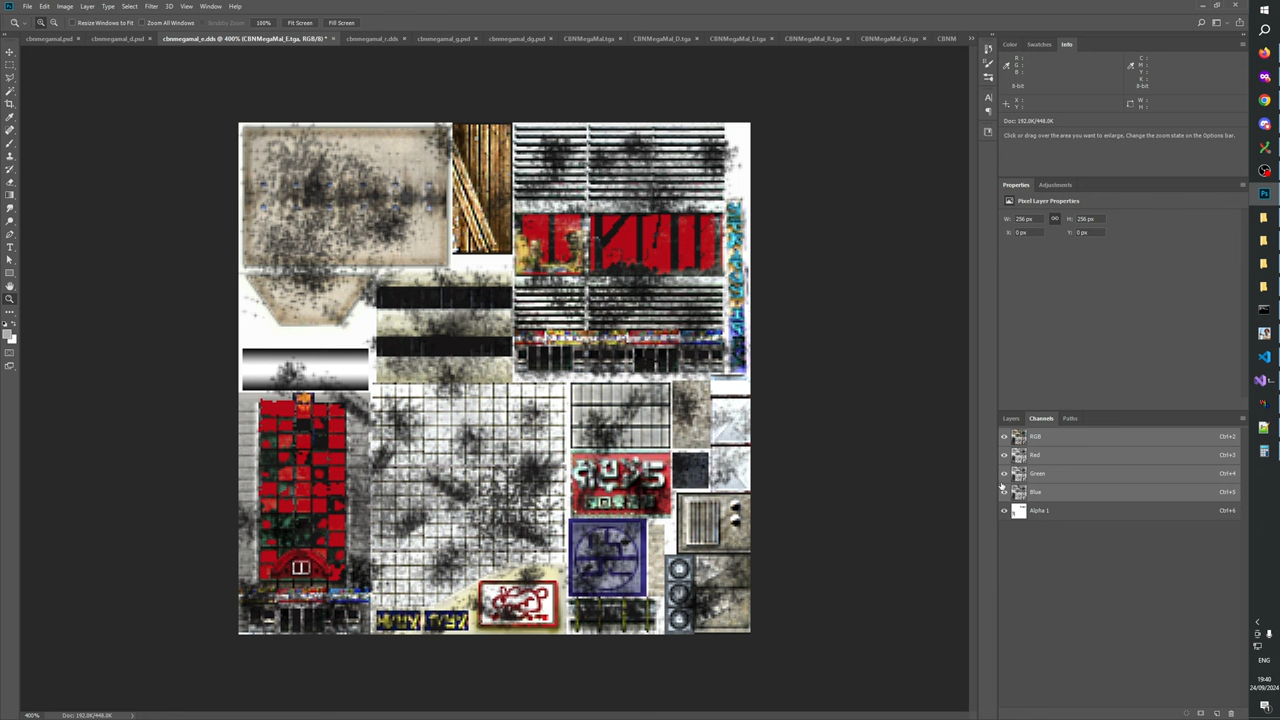 File Edit Image Layer Type Select Filter 3D View Window Help
Resize Windows to Fit Zoom All Windows Scrubby Zoom 100% Fit Screen Fill Screen
cbnmegamal.psd × cbnmegamal_d.psd × cbnmegamal_e.dds @ 400% (CBNMegaMal_E.tga, RGB/8) * × cbnmegamal_r.dds × cbnmegamal_g.psd × cbnmegamal_dg.psd × CBNMegaMal.tga × CBNMegaMal_D.tga × CBNMegaMal_E.tga × CBNMegaMal_R.tga × CBNMegaMal_G.tga × CBNM
Color Swatches Info
R : C :
G : M :
B : Y :
K :
8-bit 8-bit
X : W :
Y : H :
Doc: 192.0K/448.0K
Click or drag over the area you want to enlarge. Change the zoom state on the Options bar.
Properties Adjustments
Pixel Layer Properties
W: 256 px H: 256 px
X: 0 px Y: 0 px
Layers Channels Paths
RGB Ctrl+2
Red Ctrl+3
Green Ctrl+4
Blue Ctrl+5
Alpha 1 Ctrl+6
400% Doc: 192.0K/448.0K
ENG
19:40
24/09/2024